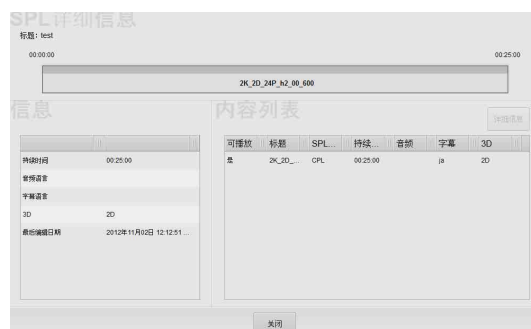 SPL详细信息
标题: test
00:00:00 00:25:00
2K_2D_24P_h2_00_600
信息
内容列表
详细信息
可播放 标题 SPL... 持续... 音频 字幕 3D
是 2K_2D_... CPL 00:25:00 ja 2D
持续时间 00:25:00
音频语言
字幕语言
3D 2D
最后编辑日期 2012年11月02日 12:12:51 ...
关闭